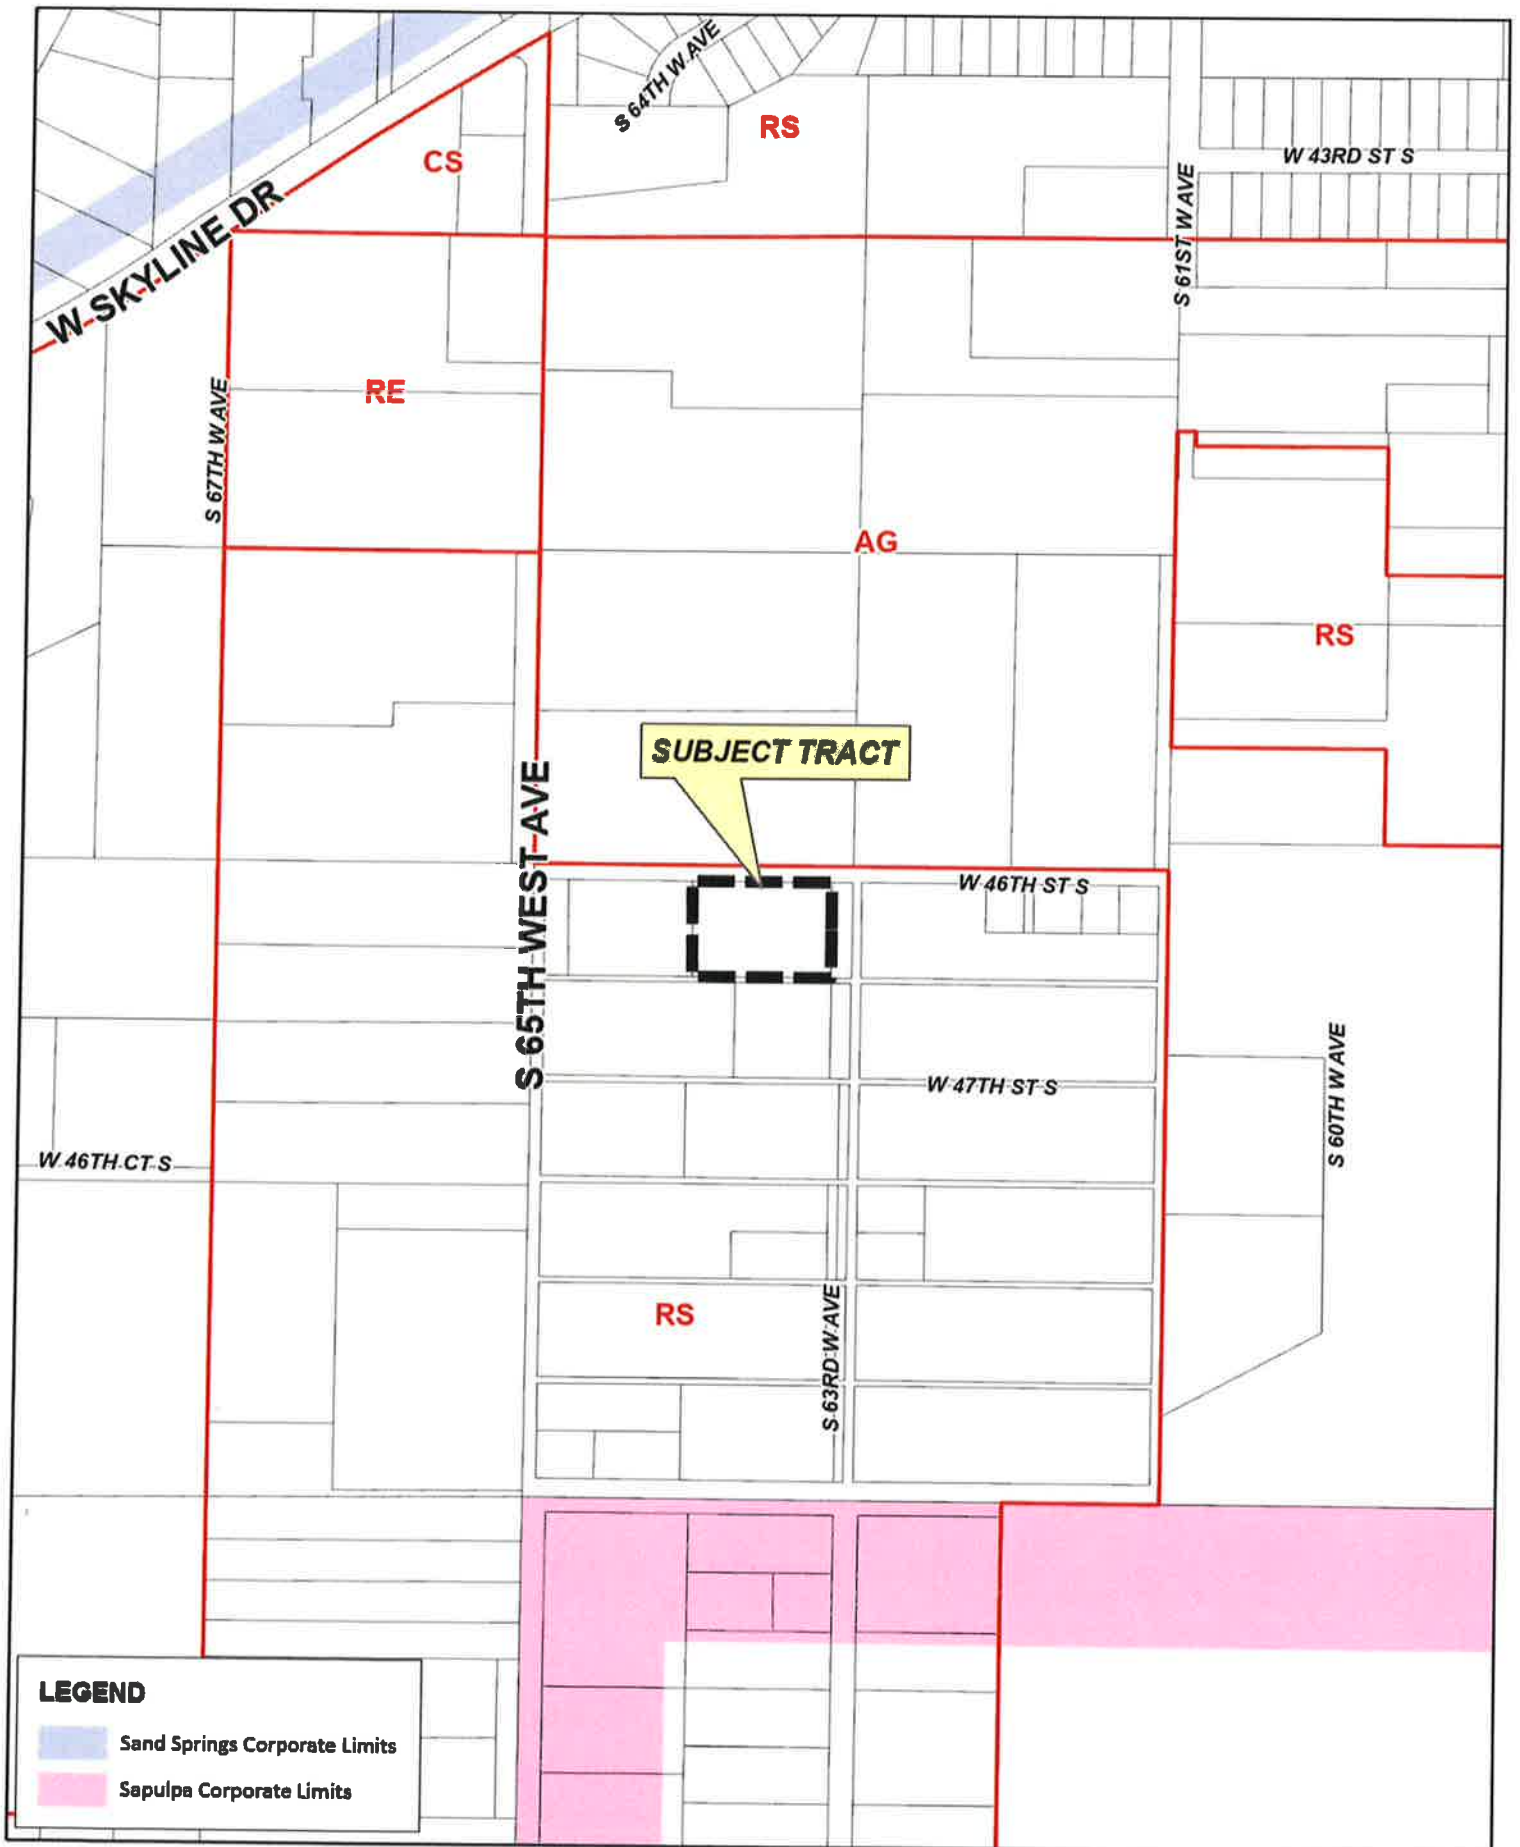 S 64TH W AVE
RS
CS
W 43RD ST S
W SKYLINE DR
S 61ST W AVE
RE
S 67TH W AVE
AG
RS
SUBJECT TRACT
S 65TH WEST AVE
W 46TH ST S
W 47TH ST S
S 60TH W AVE
W 46TH CT S
RS
S 63RD W AVE
LEGEND
Sand Springs Corporate Limits
Sapulpa Corporate Limits